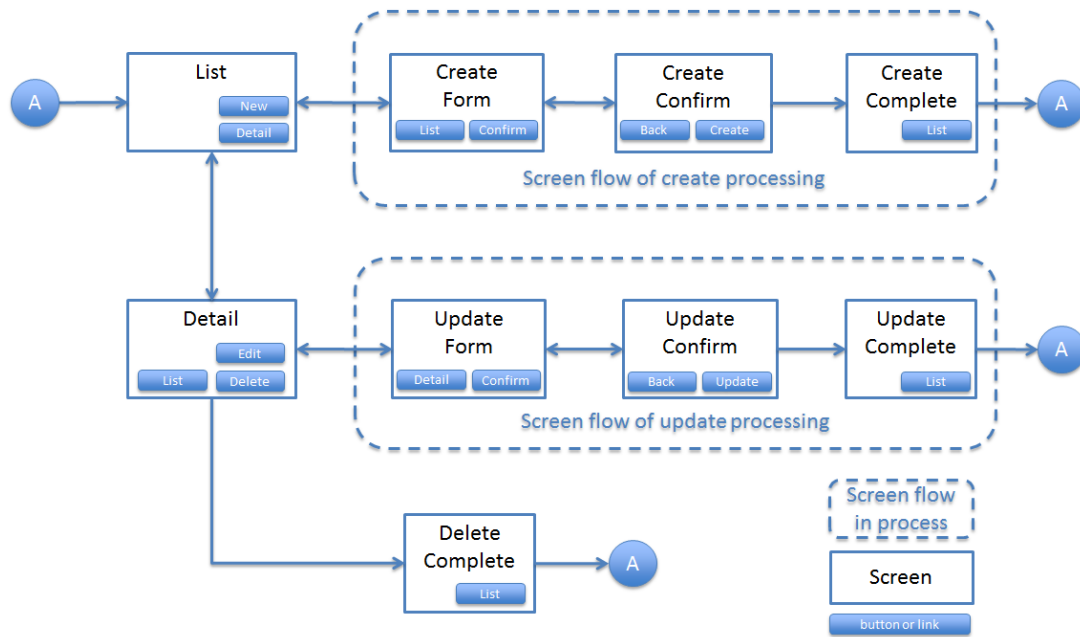 A
List
New
Detail
Create
Form
List
Confirm
Create
Confirm
Back
Create
Create
Complete
List
A
Screen flow of create processing
Detail
Edit
List
Delete
Update
Form
Detail
Confirm
Update
Confirm
Back
Update
Update
Complete
List
A
Screen flow of update processing
Delete
Complete
List
A
Screen flow
in process
Screen
button or link